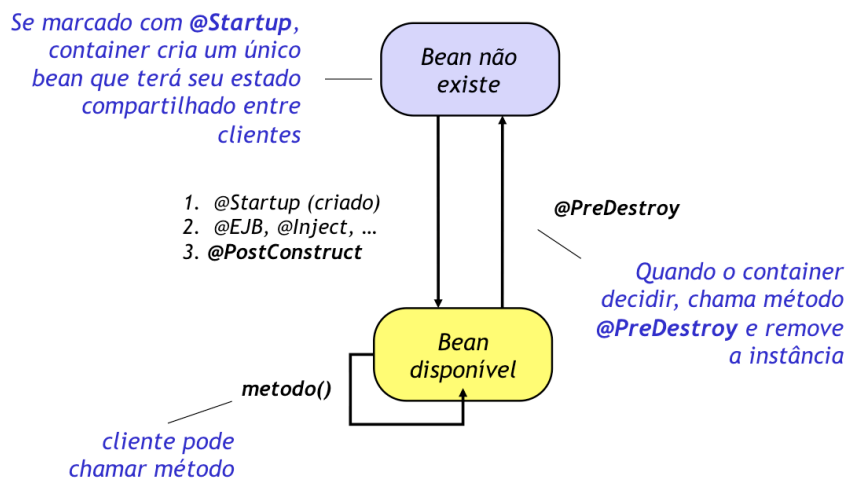 Se marcado com @Startup,
container cria um único
bean que terá seu estado
compartilhado entre
clientes
Bean não
existe
1. @Startup (criado)
2. @EJB, @Inject, …
3. @PostConstruct
@PreDestroy
Quando o container
decidir, chama método
@PreDestroy e remove
a instância
Bean
disponível
metodo()
cliente pode
chamar método